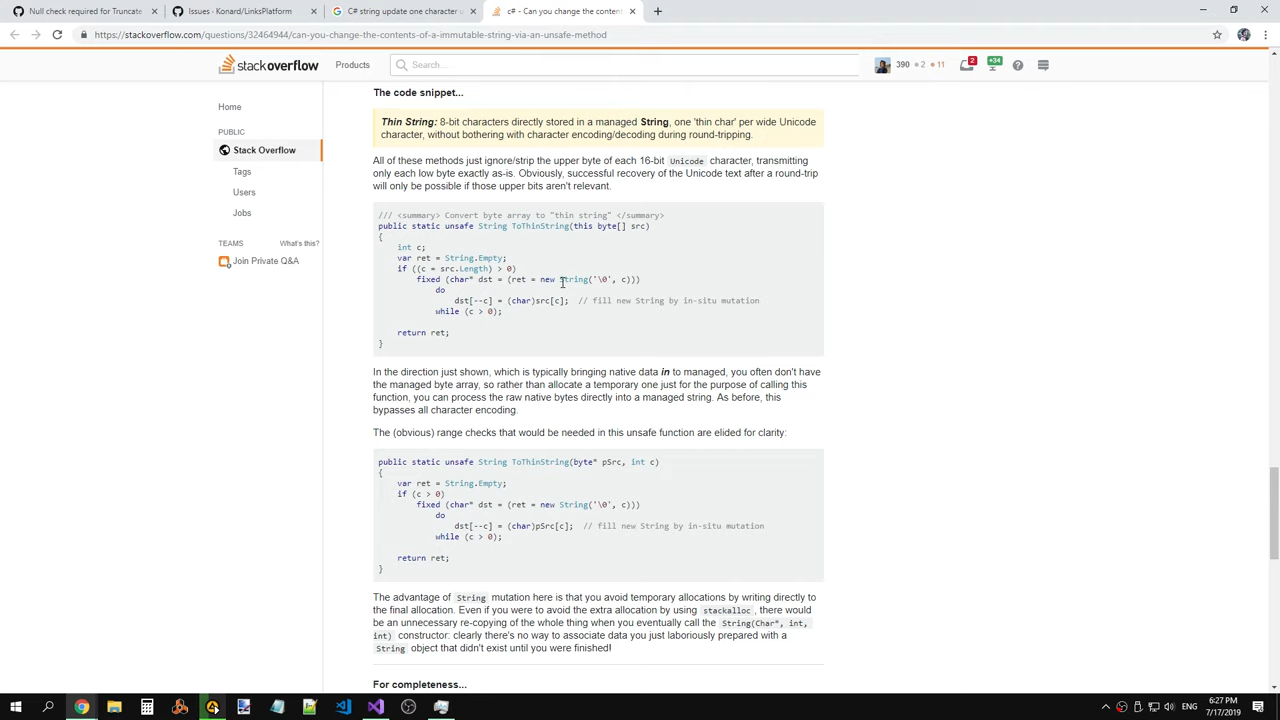 Null check required for Truncate
Issues · Konard/LinksPlatform
C# string update one character u
c# - Can you change the content
https://stackoverflow.com/questions/32464944/can-you-change-the-contents-of-a-immutable-string-via-an-unsafe-method
stackoverflow
Products
Search...
390 2 11
2
+34
Home
PUBLIC
Stack Overflow
Tags
Users
Jobs
TEAMS What's this?
Join Private Q&A
The code snippet...
Thin String: 8-bit characters directly stored in a managed String, one 'thin char' per wide Unicode
character, without bothering with character encoding/decoding during round-tripping.
All of these methods just ignore/strip the upper byte of each 16-bit Unicode character, transmitting
only each low byte exactly as-is. Obviously, successful recovery of the Unicode text after a round-trip
will only be possible if those upper bits aren't relevant.
/// <summary> Convert byte array to "thin string" </summary>
public static unsafe String ToThinString(this byte[] src)
{
int c;
var ret = String.Empty;
if ((c = src.Length) > 0)
fixed (char* dst = (ret = new String('\0', c)))
do
dst[--c] = (char)src[c]; // fill new String by in-situ mutation
while (c > 0);
return ret;
}
In the direction just shown, which is typically bringing native data in to managed, you often don't have
the managed byte array, so rather than allocate a temporary one just for the purpose of calling this
function, you can process the raw native bytes directly into a managed string. As before, this
bypasses all character encoding.
The (obvious) range checks that would be needed in this unsafe function are elided for clarity:
public static unsafe String ToThinString(byte* pSrc, int c)
{
var ret = String.Empty;
if (c > 0)
fixed (char* dst = (ret = new String('\0', c)))
do
dst[--c] = (char)pSrc[c]; // fill new String by in-situ mutation
while (c > 0);
return ret;
}
The advantage of String mutation here is that you avoid temporary allocations by writing directly to
the final allocation. Even if you were to avoid the extra allocation by using stackalloc, there would
be an unnecessary re-copying of the whole thing when you eventually call the String(Char*, int,
int) constructor: clearly there's no way to associate data you just laboriously prepared with a
String object that didn't exist until you were finished!
For completeness...
ENG
6:27 PM
7/17/2019